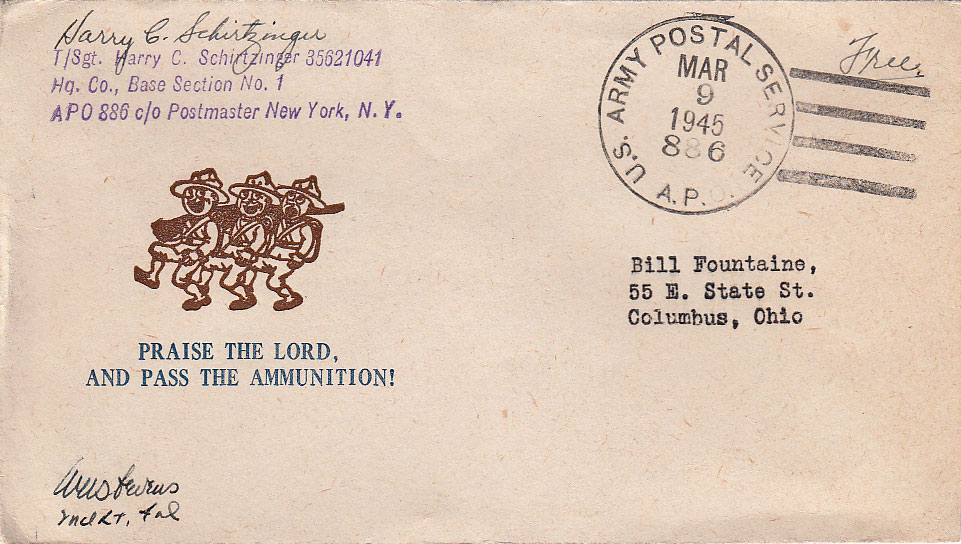 Harry C. Schirtzinger
T/Sgt. Harry C. Schirtzinger 35621041
Hq. Co., Base Section No. 1
APO 886 c/o Postmaster New York, N. Y.
U.S. ARMY POSTAL SERVICE
A.P.O.
MAR
9
1945
886
Free
Bill Fountaine,
55 E. State St.
Columbus, Ohio
PRAISE THE LORD,
AND PASS THE AMMUNITION!